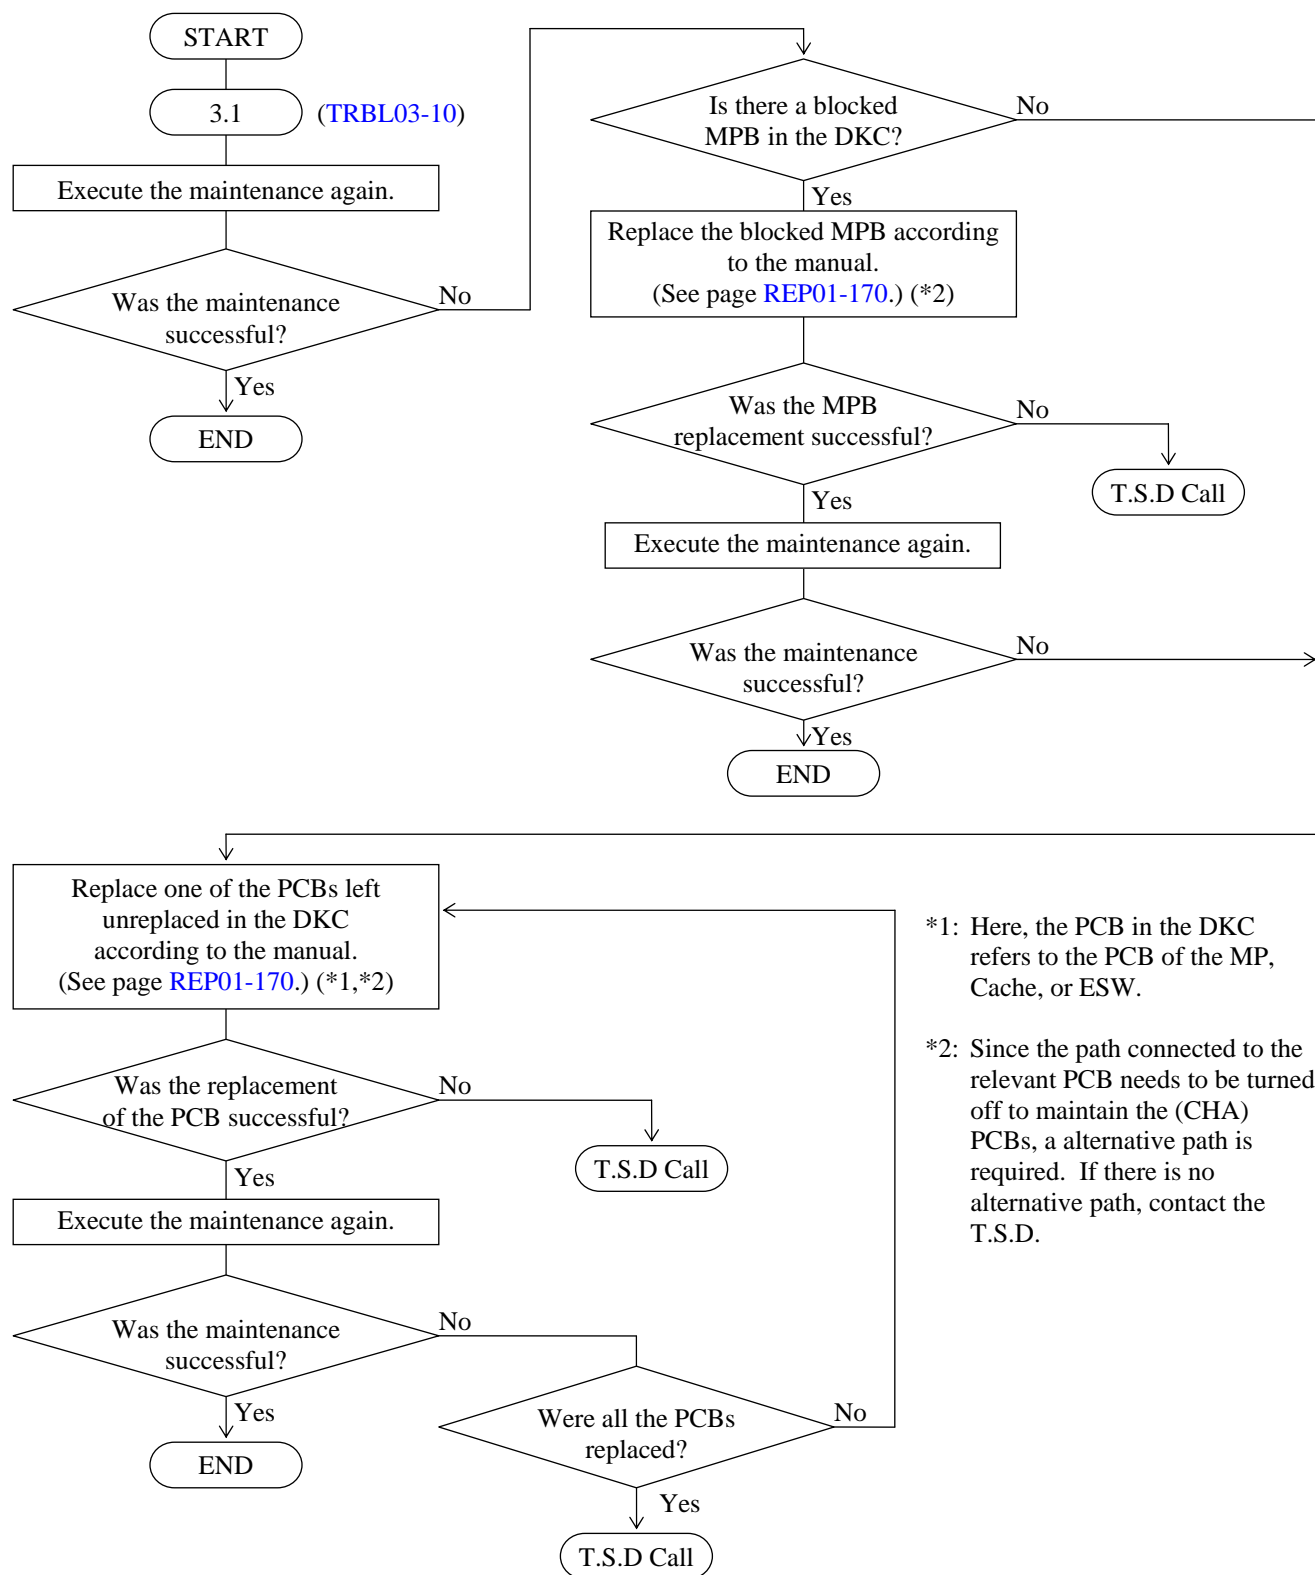 START
3.1
(TRBL03-10)
Execute the maintenance again.
Was the maintenance
successful?
No
Yes
END
Is there a blocked
MPB in the DKC?
No
Yes
Replace the blocked MPB according
to the manual.
(See page REP01-170.) (*2)
Was the MPB
replacement successful?
No
T.S.D Call
Yes
Execute the maintenance again.
Was the maintenance
successful?
No
Yes
END
Replace one of the PCBs left
unreplaced in the DKC
according to the manual.
(See page REP01-170.) (*1,*2)
Was the replacement
of the PCB successful?
No
T.S.D Call
Yes
Execute the maintenance again.
Was the maintenance
successful?
No
Yes
END
Were all the PCBs
replaced?
No
Yes
T.S.D Call
*1: Here, the PCB in the DKC
refers to the PCB of the MP,
Cache, or ESW.
*2: Since the path connected to the
relevant PCB needs to be turned
off to maintain the (CHA)
PCBs, a alternative path is
required. If there is no
alternative path, contact the
T.S.D.